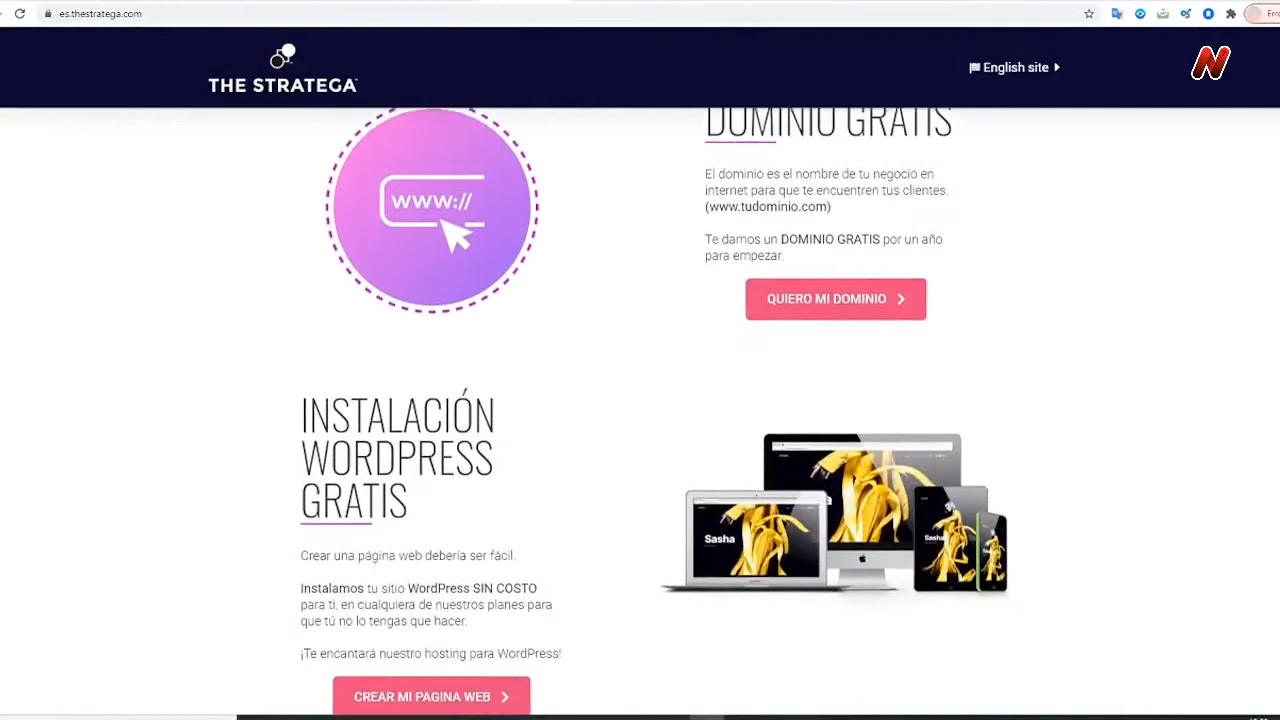 es.thestratega.com
Erro
THE STRATEGA
English site
N
DOMINIO GRATIS
www://
El dominio es el nombre de tu negocio en
internet para que te encuentren tus clientes.
(www.tudominio.com)
Te damos un DOMINIO GRATIS por un año
para empezar.
QUIERO MI DOMINIO
INSTALACIÓN
WORDPRESS
GRATIS
Crear una página web debería ser fácil.
Instalamos tu sitio WordPress SIN COSTO
para ti, en cualquiera de nuestros planes para
que tú no lo tengas que hacer.
¡Te encantará nuestro hosting para WordPress!
CREAR MI PAGINA WEB
Sasha
Sasha